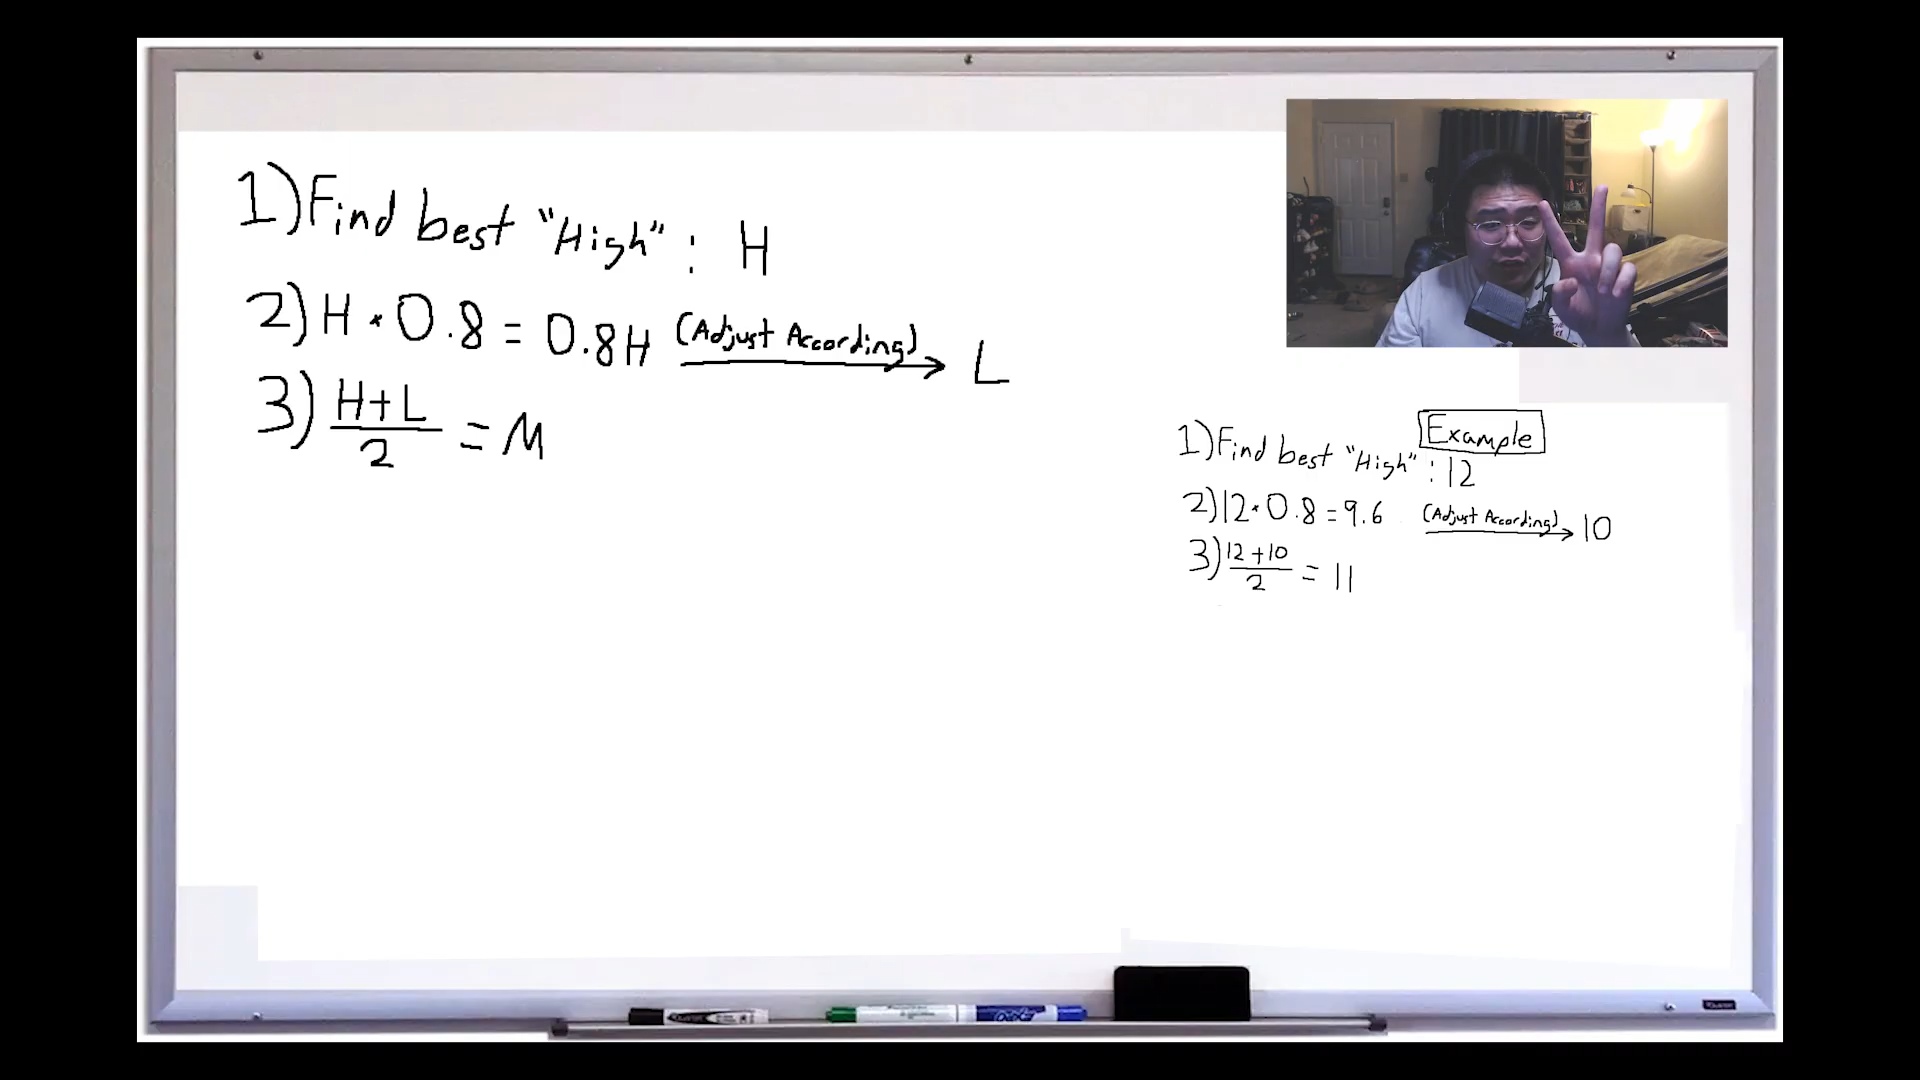 1) Find best "High" : H
2) H • 0.8 = 0.8H (Adjust According) → L
3) H+L / 2 = M
Example
1) Find best "High" : 12
2) 12 • 0.8 = 9.6 (Adjust According) → 10
3) 12+10 / 2 = 11